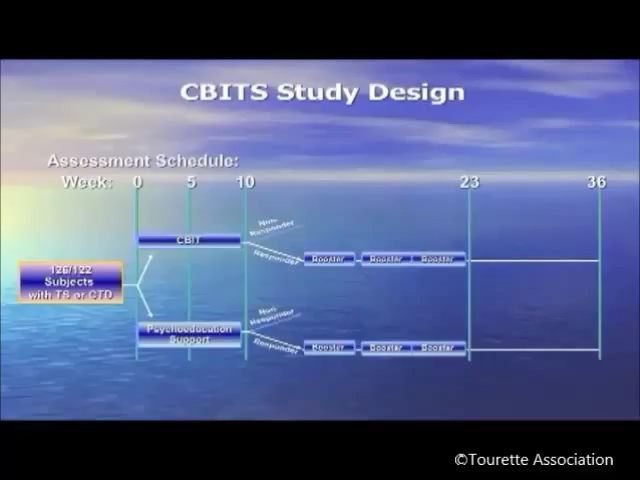 CBITS Study Design
Assessment Schedule:
Week: 0 5 10 23 36
Non-
Responder
CBIT
Responder
Booster Booster Booster
126/122
Subjects
with TS or CTD
Non-
Responder
Psychoeducation
Support
Responder
Booster Booster Booster
©Tourette Association